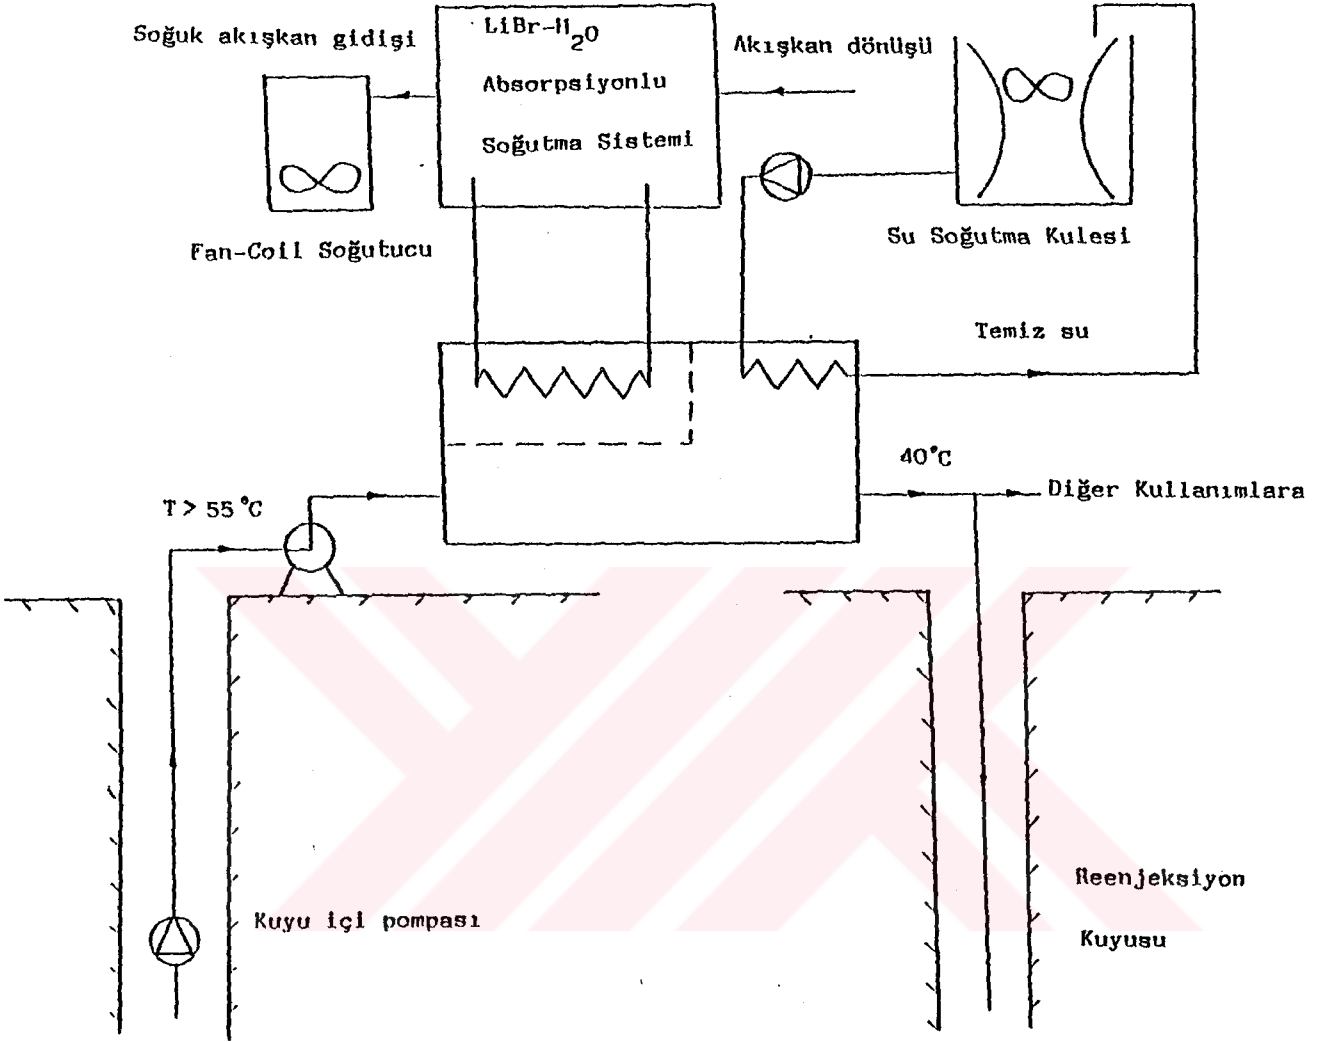 Soğuk akışkan gidişi
LiBr-H₂O
Absorpsiyonlu
Soğutma Sistemi
Akışkan dönüşü
Fan-Coil Soğutucu
Su Soğutma Kulesi
Temiz su
40°C
Diğer Kullanımlara
T> 55°C
Kuyu içi pompası
Reenjeksiyon
Kuyusu